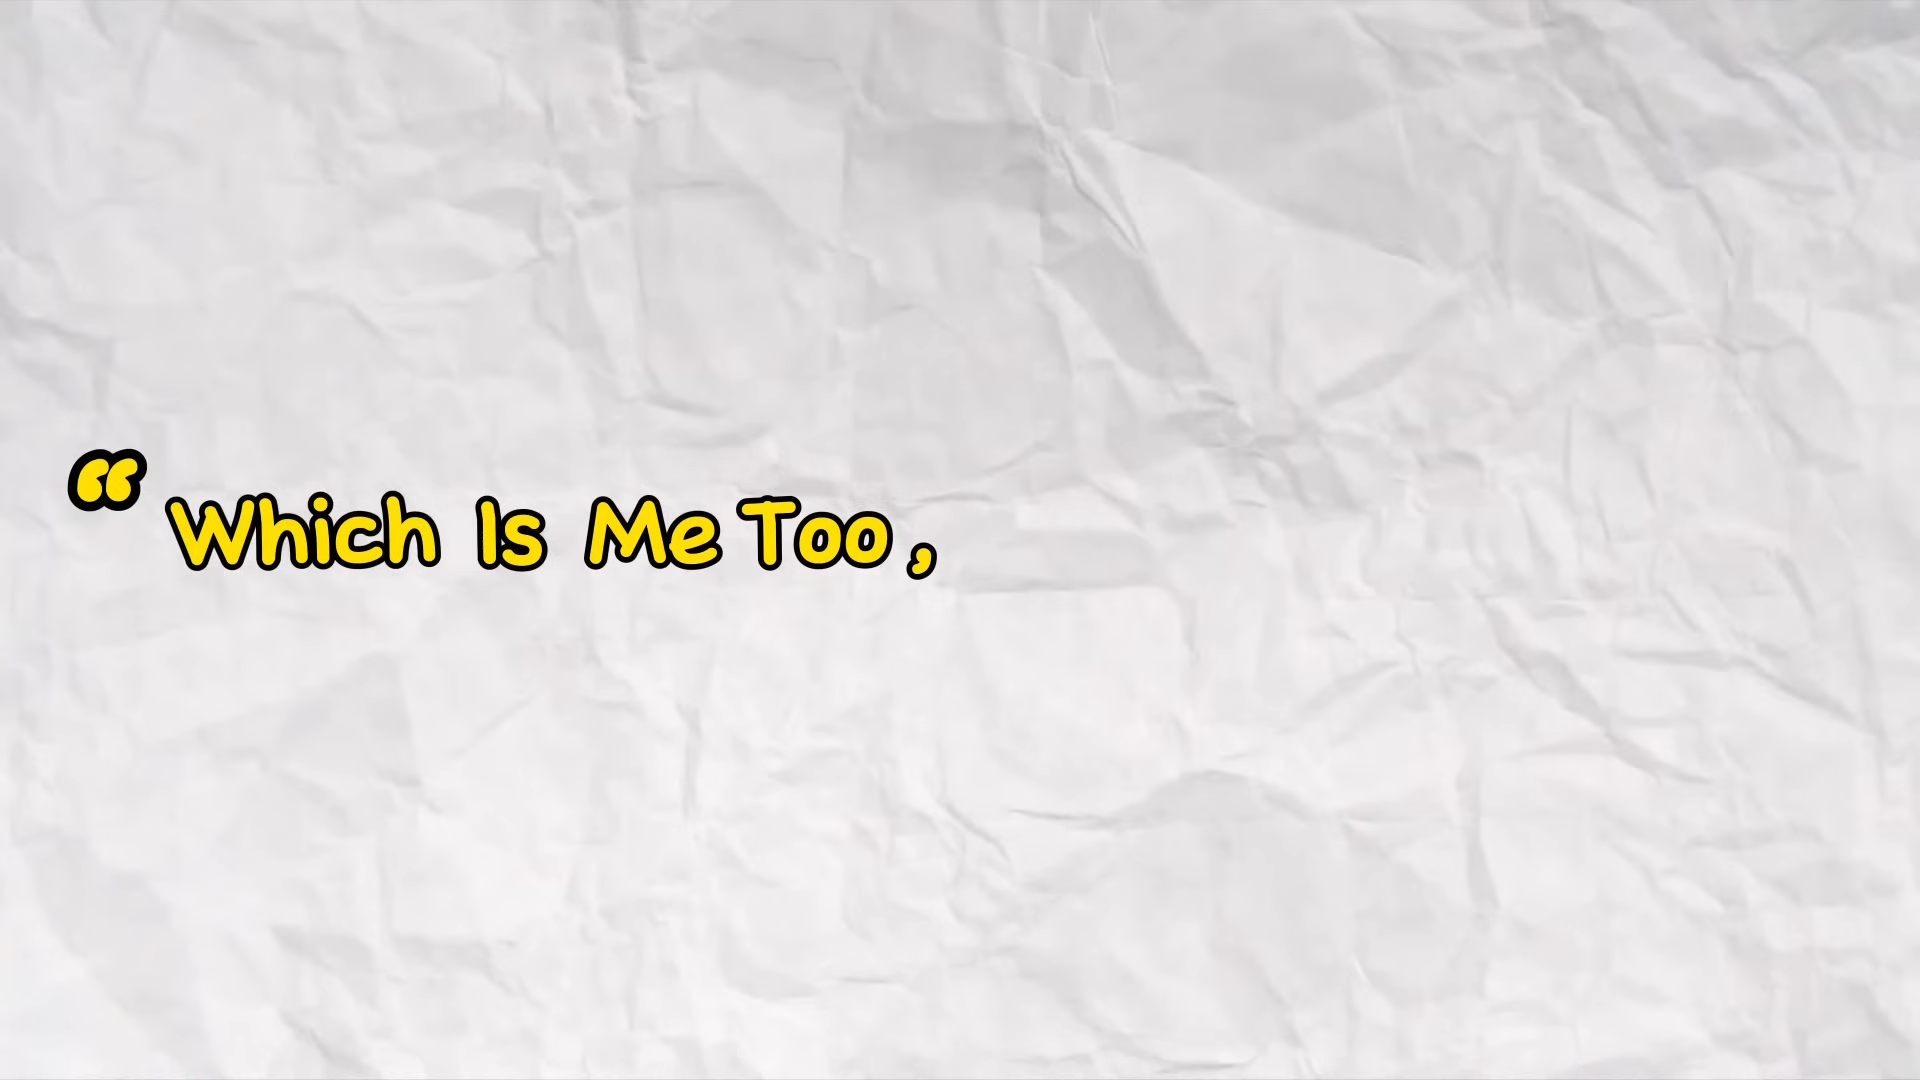 “ Which Is Me Too ,